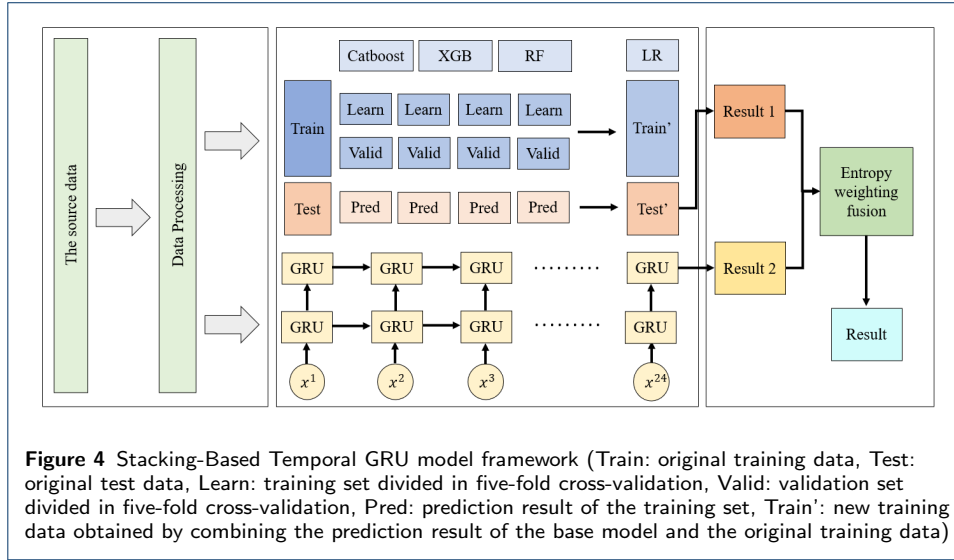 The source data
Data Processing
Catboost XGB RF LR
Train Learn Learn Learn Learn Train’
Valid Valid Valid Valid
Test Pred Pred Pred Pred Test’
GRU GRU GRU ......... GRU
GRU GRU GRU ......... GRU
x^1 x^2 x^3 x^24
Result 1
Result 2
Entropy
weighting
fusion
Result
Figure 4 Stacking-Based Temporal GRU model framework (Train: original training data, Test:
original test data, Learn: training set divided in five-fold cross-validation, Valid: validation set
divided in five-fold cross-validation, Pred: prediction result of the training set, Train’: new training
data obtained by combining the prediction result of the base model and the original training data)